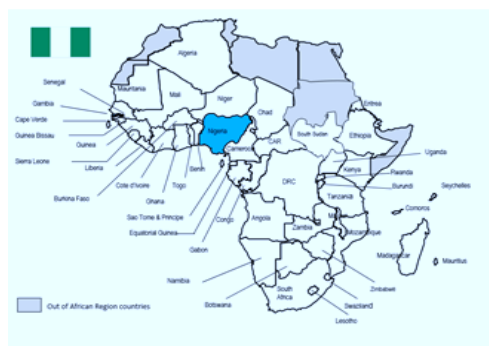 Algeria
Senegal
Mauritania
Mali
Niger
Chad
Eritrea
Gambia
Cape Verde
Nigeria
Guinea Bissau
South Sudan
Ethiopia
Guinea
CAR
Cameroon
Uganda
Sierra Leone
Liberia
Benin
Kenya
Rwanda
Burkina Faso
Cote d'Ivoire
Togo
DRC
Burundi
Seychelles
Ghana
Tanzania
Sao Tome & Principe
Congo
Comoros
Equatorial Guinea
Angola
Gabon
Zambia
Mozambique
Madagascar
Mauritius
Namibia
Zimbabwe
Botswana
South
Africa
Swaziland
Out of African Region countries
Lesotho